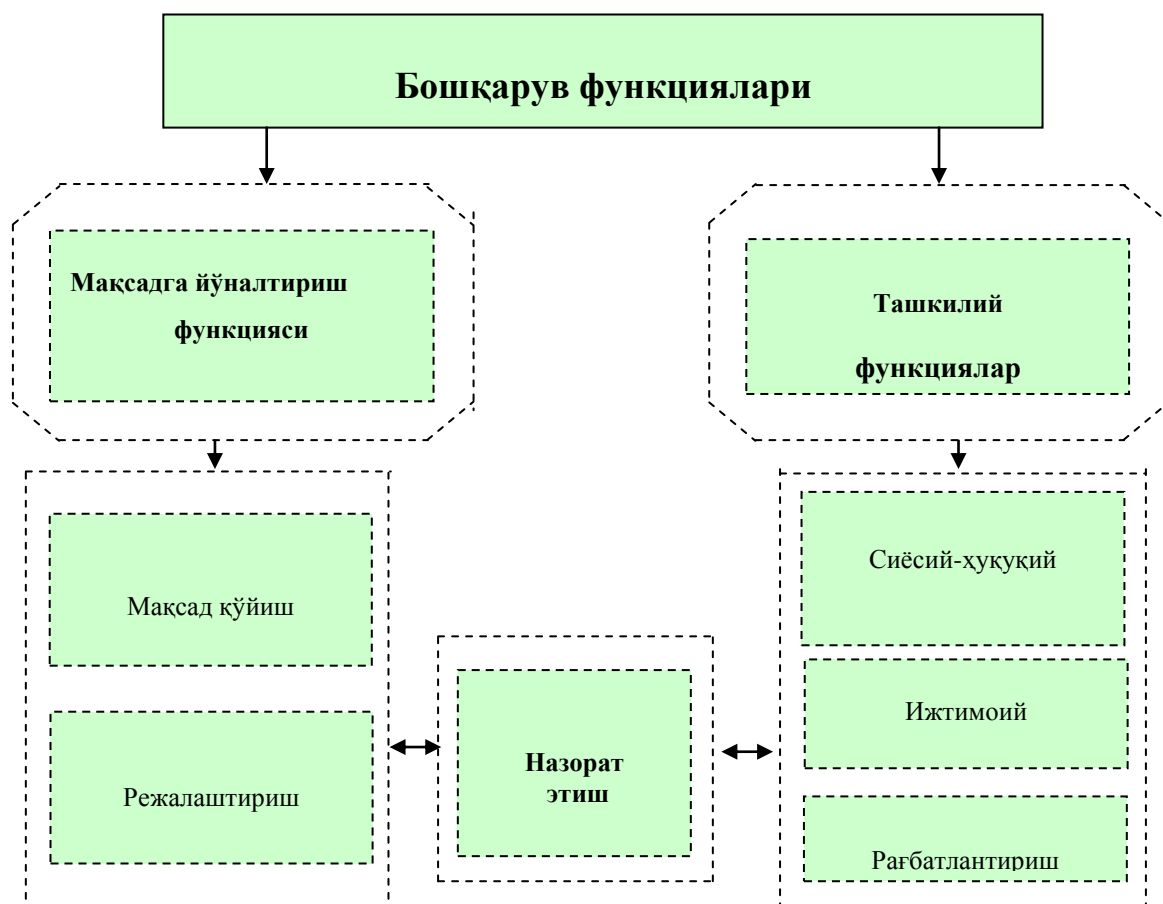 Бошқарув функциялари
Мақсадга йўналтириш
функцияси
Ташкилий
функциялар
Мақсад қўйиш
Режалаштириш
Назорат
этиш
Сиёсий-ҳуқуқий
Ижтимоий
Рағбатлантириш